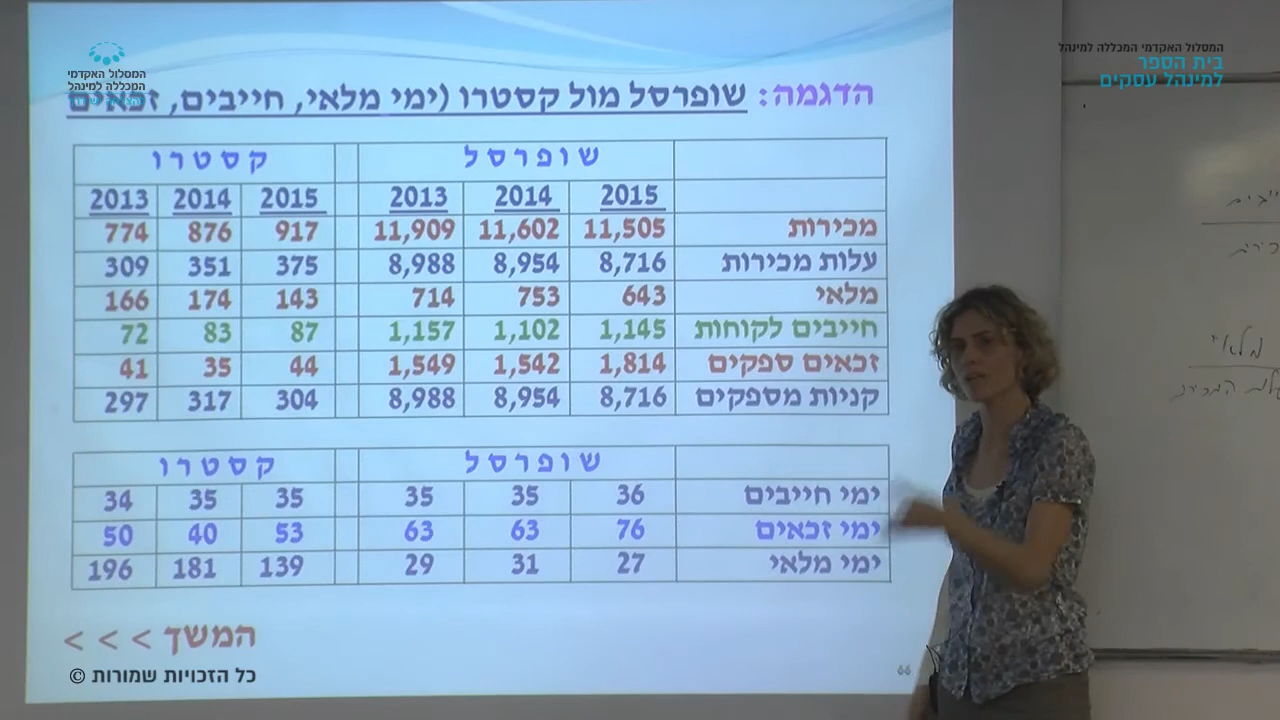 המסלול האקדמי המכללה למינהל
בית הספר
למינהל עסקים
המסלול האקדמי
המכללה למינהל
הדגמה: שופרסל מול קסטרו (ימי מלאי, חייבים, זכאים
שופרסל קסטרו
2015 2014 2013 2015 2014 2013
מכירות 11,505 11,602 11,909 917 876 774
עלות מכירות 8,716 8,954 8,988 375 351 309
מלאי 643 753 714 143 174 166
חייבים לקוחות 1,145 1,102 1,157 87 83 72
זכאים ספקים 1,814 1,542 1,549 44 35 41
קניות מספקים 8,716 8,954 8,988 304 317 297
שופרסל קסטרו
ימי חייבים 36 35 35 35 35 34
ימי זכאים 76 63 63 53 40 50
ימי מלאי 27 31 29 139 181 196
המשך > > >
כל הזכויות שמורות ©
66
מלאי